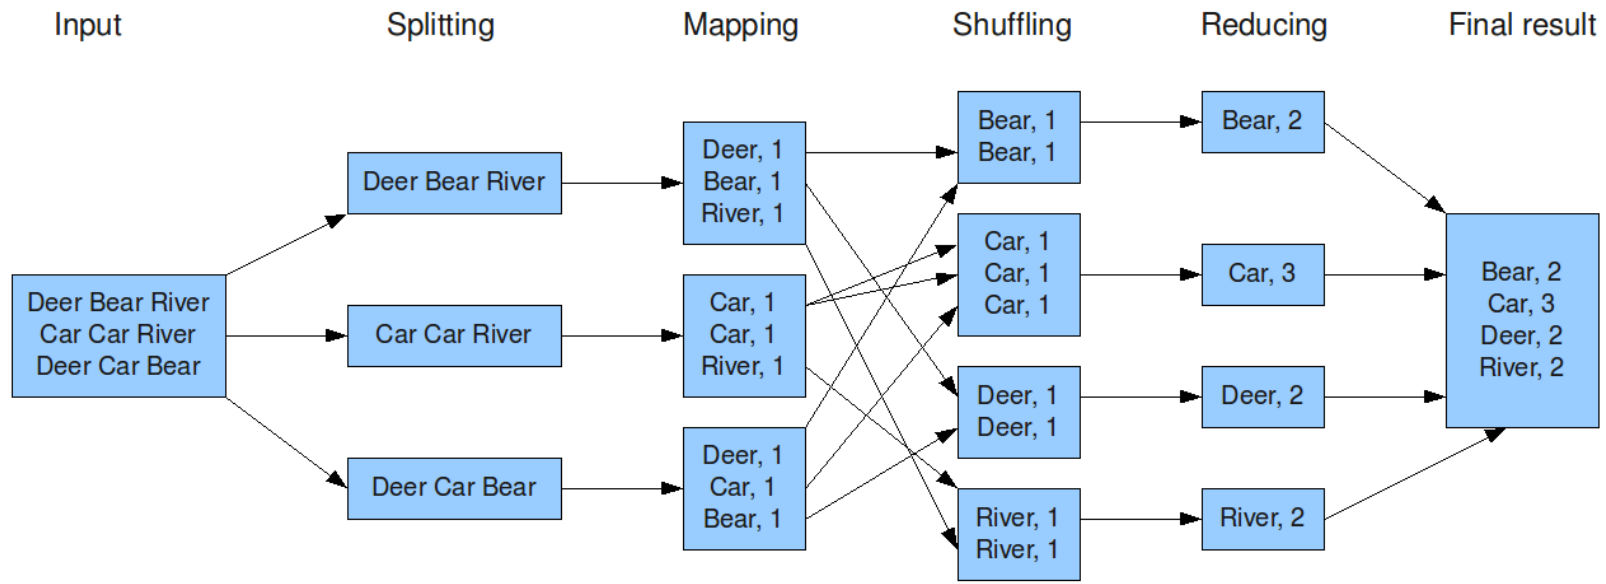 Input
Splitting
Mapping
Shuffling
Reducing
Final result
Deer Bear River
Car Car River
Deer Car Bear
Deer Bear River
Car Car River
Deer Car Bear
Deer, 1
Bear, 1
River, 1
Car, 1
Car, 1
River, 1
Deer, 1
Car, 1
Bear, 1
Bear, 1
Bear, 1
Car, 1
Car, 1
Car, 1
Deer, 1
Deer, 1
River, 1
River, 1
Bear, 2
Car, 3
Deer, 2
River, 2
Bear, 2
Car, 3
Deer, 2
River, 2